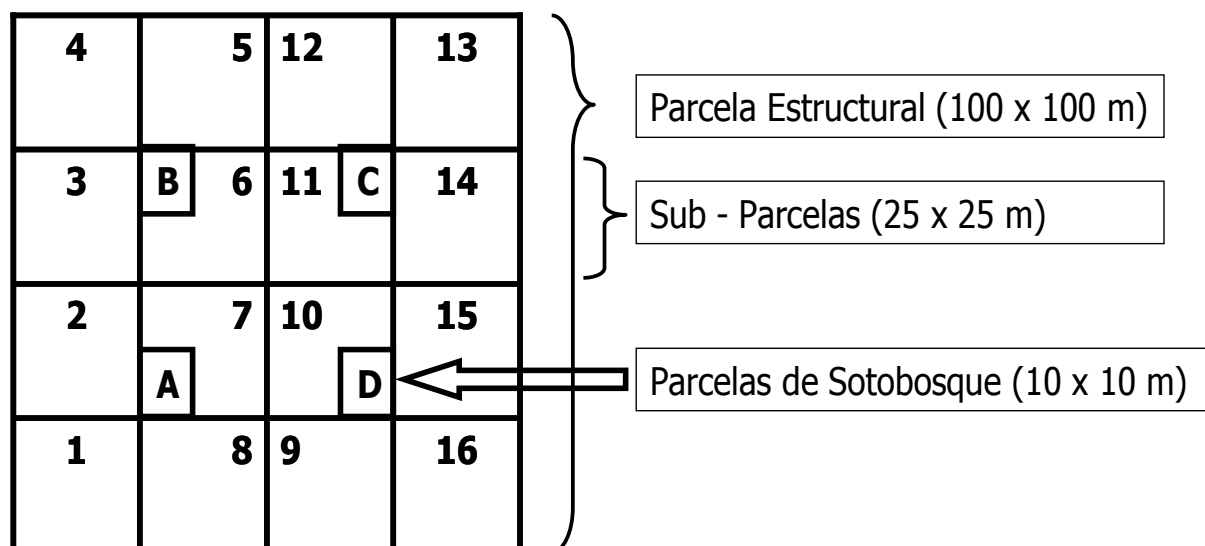 4 5 12 13
Parcela Estructural (100 x 100 m)
3 B 6 11 C 14
Sub - Parcelas (25 x 25 m)
2 7 10 15
A D
Parcelas de Sotobosque (10 x 10 m)
1 8 9 16